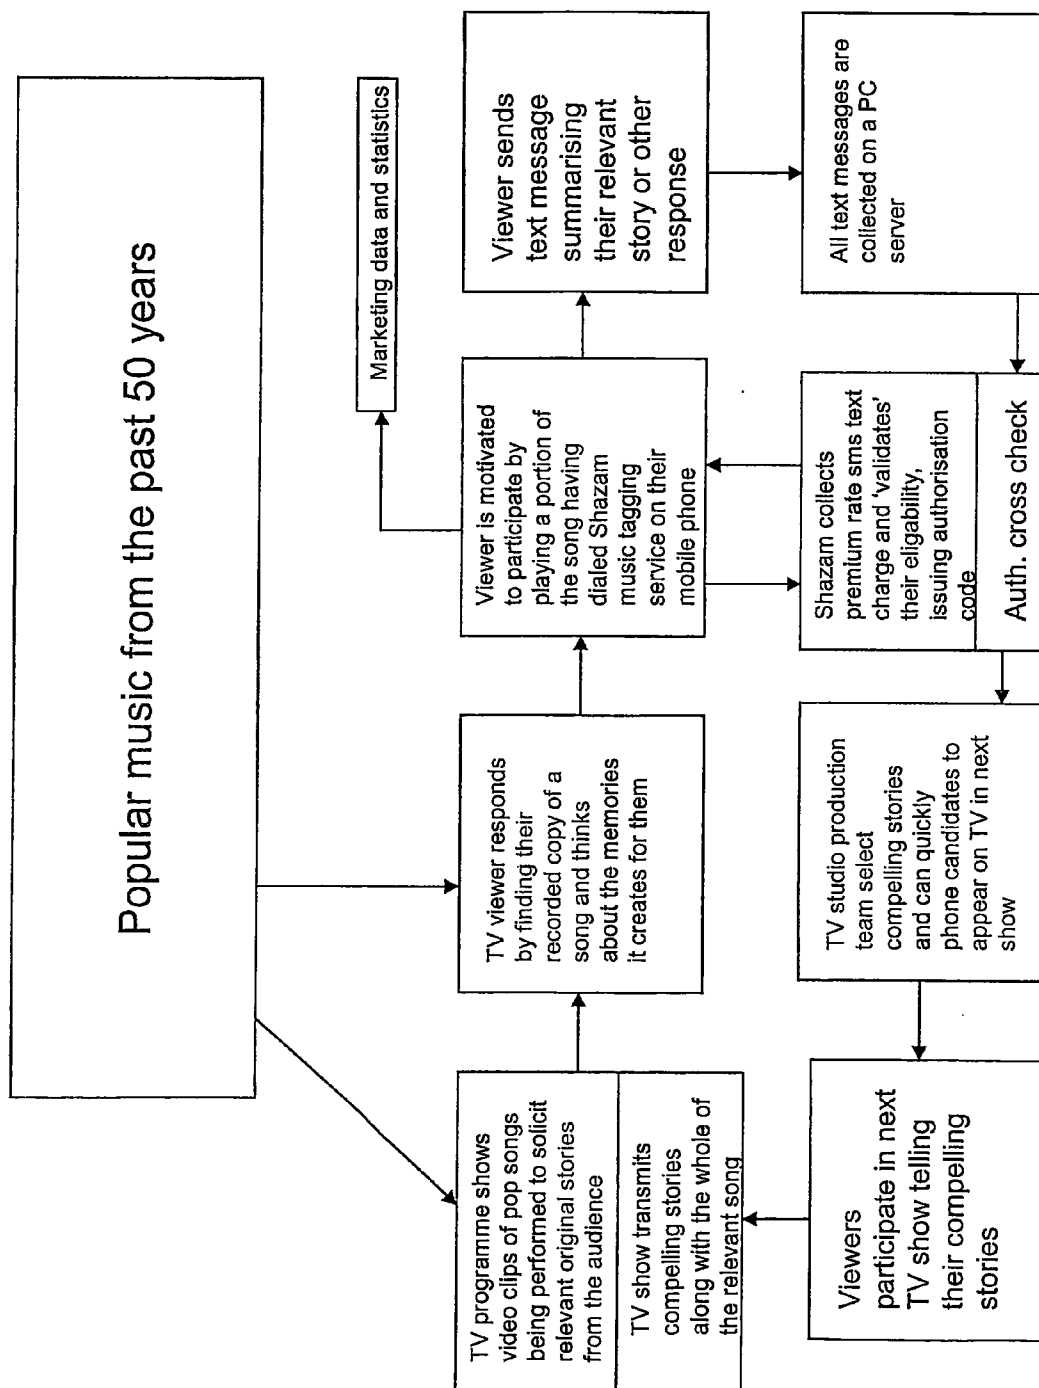 Popular music from the past 50 years
Marketing data and statistics
TV programme shows
video clips of pop songs
being performed to solicit
relevant original stories
from the audience
TV show transmits
compelling stories
along with the whole of
the relevant song
TV viewer responds
by finding their
recorded copy of a
song and thinks
about the memories
it creates for them
Viewer is motivated
to participate by
playing a portion of
the song having
dialed Shazam
music tagging
service on their
mobile phone
Viewer sends
text message
summarising
their relevant
story or other
response
Viewers
participate in next
TV show telling
their compelling
stories
TV studio production
team select
compelling stories
and can quickly
phone candidates to
appear on TV in next
show
Shazam collects
premium rate sms text
charge and 'validates'
their eligability,
issuing authorisation
code
Auth. cross check
All text messages are
collected on a PC
server